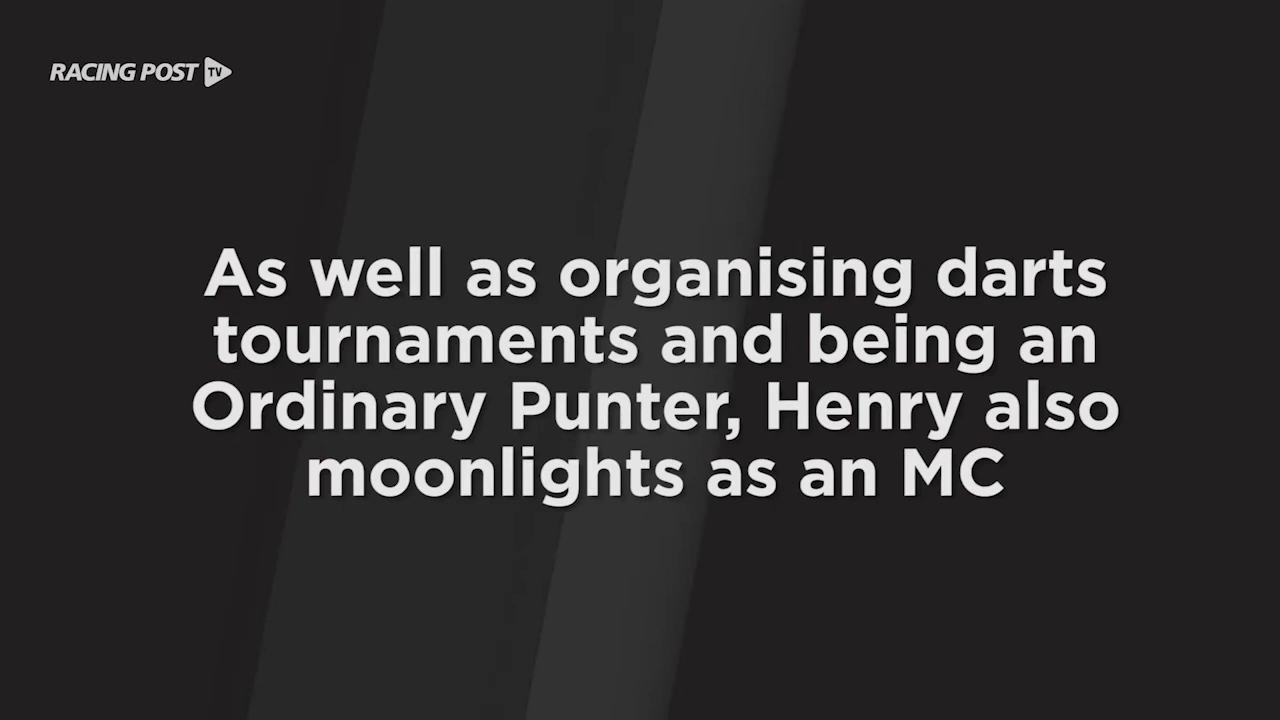 RACING POST TV
As well as organising darts
tournaments and being an
Ordinary Punter, Henry also
moonlights as an MC